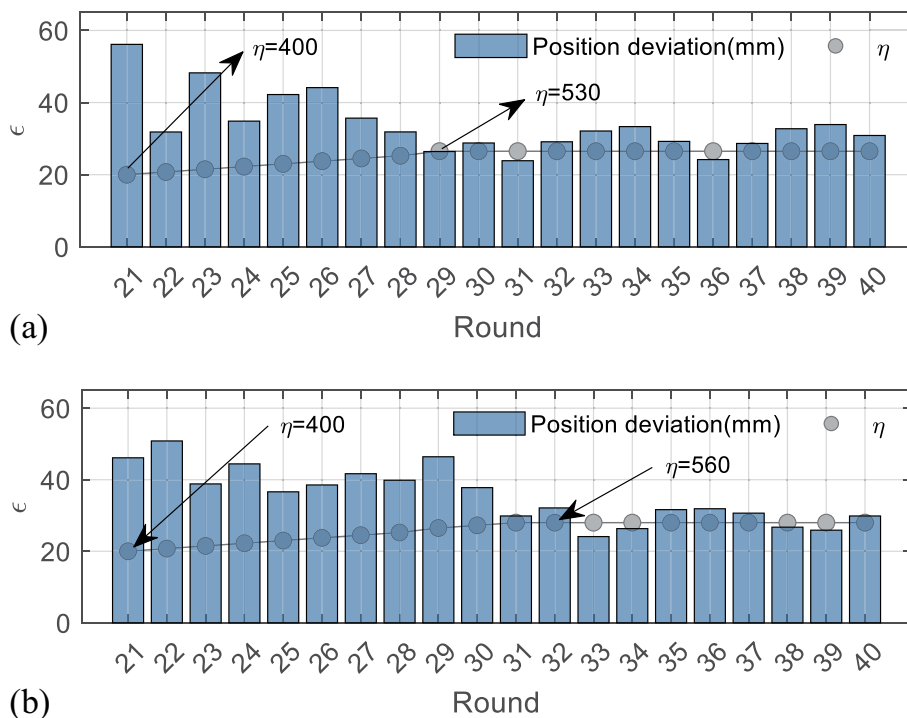 60
40
20
0
ϵ
η=400
η=530
Position deviation(mm)
η
21 22 23 24 25 26 27 28 29 30 31 32 33 34 35 36 37 38 39 40
Round
(a)
60
40
20
0
ϵ
η=400
η=560
Position deviation(mm)
η
21 22 23 24 25 26 27 28 29 30 31 32 33 34 35 36 37 38 39 40
Round
(b)